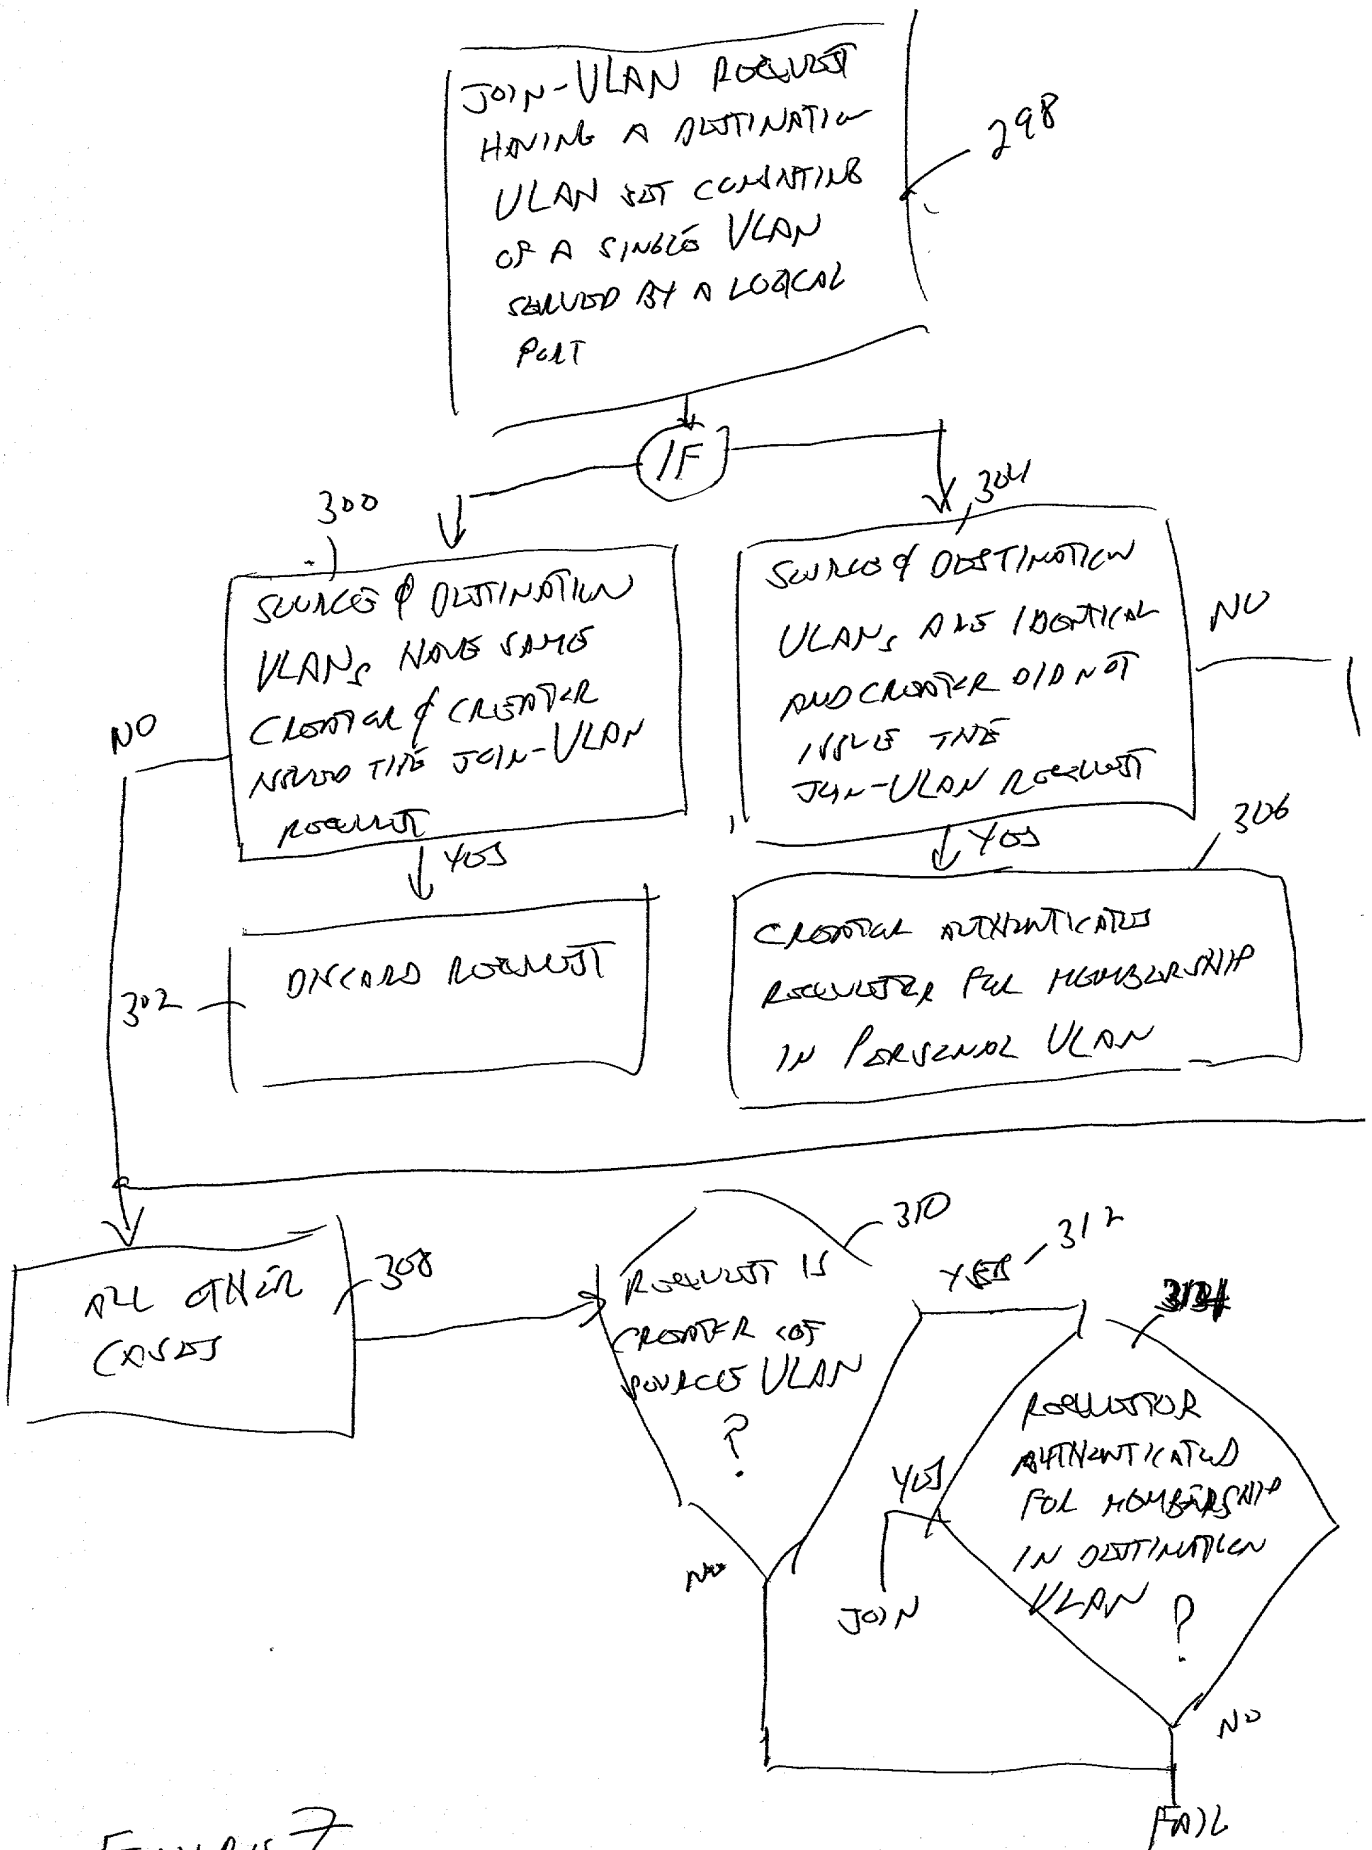 JOIN-VLAN REQUEST
HAVING A DESTINATION
VLAN SET CONSISTING
OF A SINGLE VLAN
SERVED BY A LOGICAL
PORT
298
IF
300
304
SOURCE & DESTINATION
VLANs HAVE SAME
CREATOR & CREATOR
ISSUED THE JOIN-VLAN
REQUEST
NO
SOURCE & DESTINATION
VLANs ARE IDENTICAL
AND CREATOR DID NOT
ISSUE THE
JOIN-VLAN REQUEST
NO
YES
YES
306
DISCARD REQUEST
302
CREATOR AUTHENTICATES
REQUESTER FOR MEMBERSHIP
IN PERSONAL VLAN
ALL OTHER
CASES
308
REQUEST IS
CREATOR OF
SOURCE VLAN
?
310
YES
312
NO
REQUESTOR
AUTHENTICATED
FOR MEMBERSHIP
IN DESTINATION
VLAN
?
YES
JOIN
NO
FAIL
7